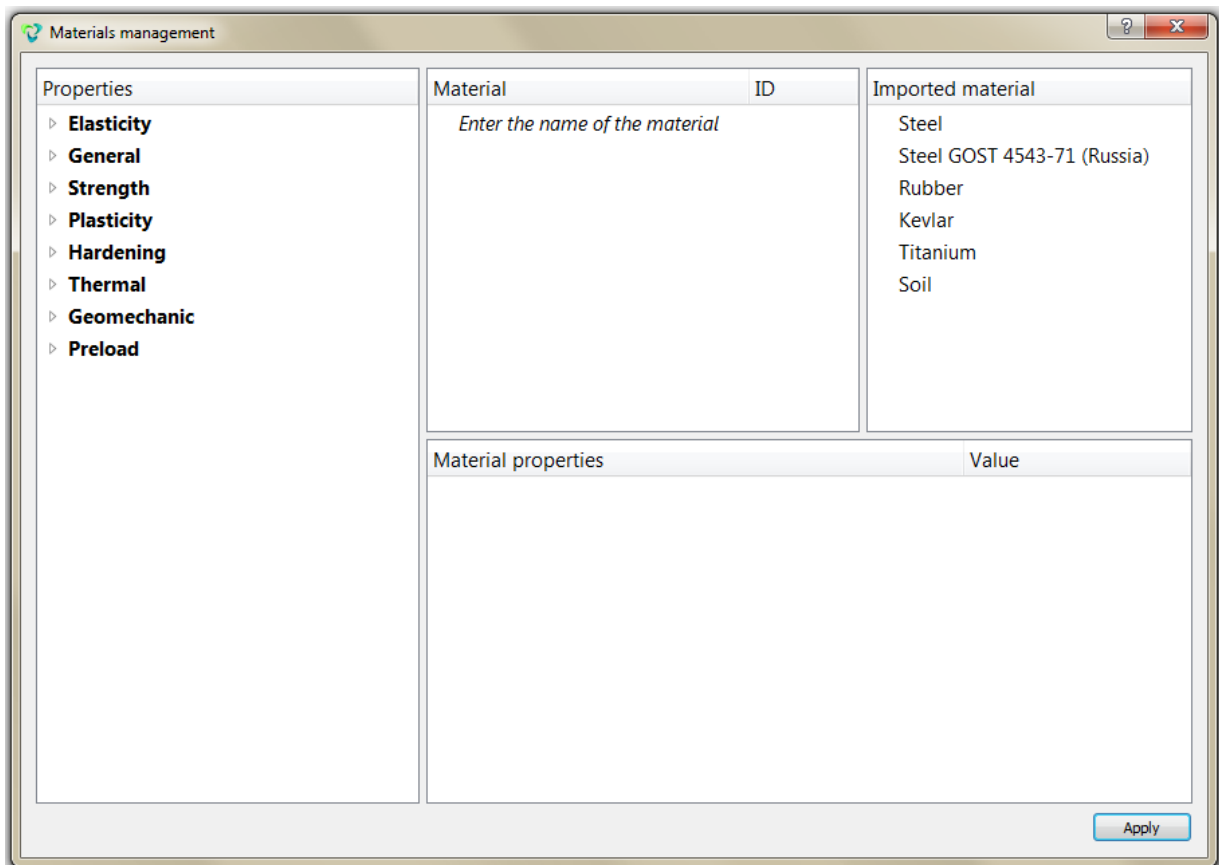 Materials management
?
X
Properties
Elasticity
General
Strength
Plasticity
Hardening
Thermal
Geomechanic
Preload
Material ID
Enter the name of the material
Imported material
Steel
Steel GOST 4543-71 (Russia)
Rubber
Kevlar
Titanium
Soil
Material properties Value
Apply